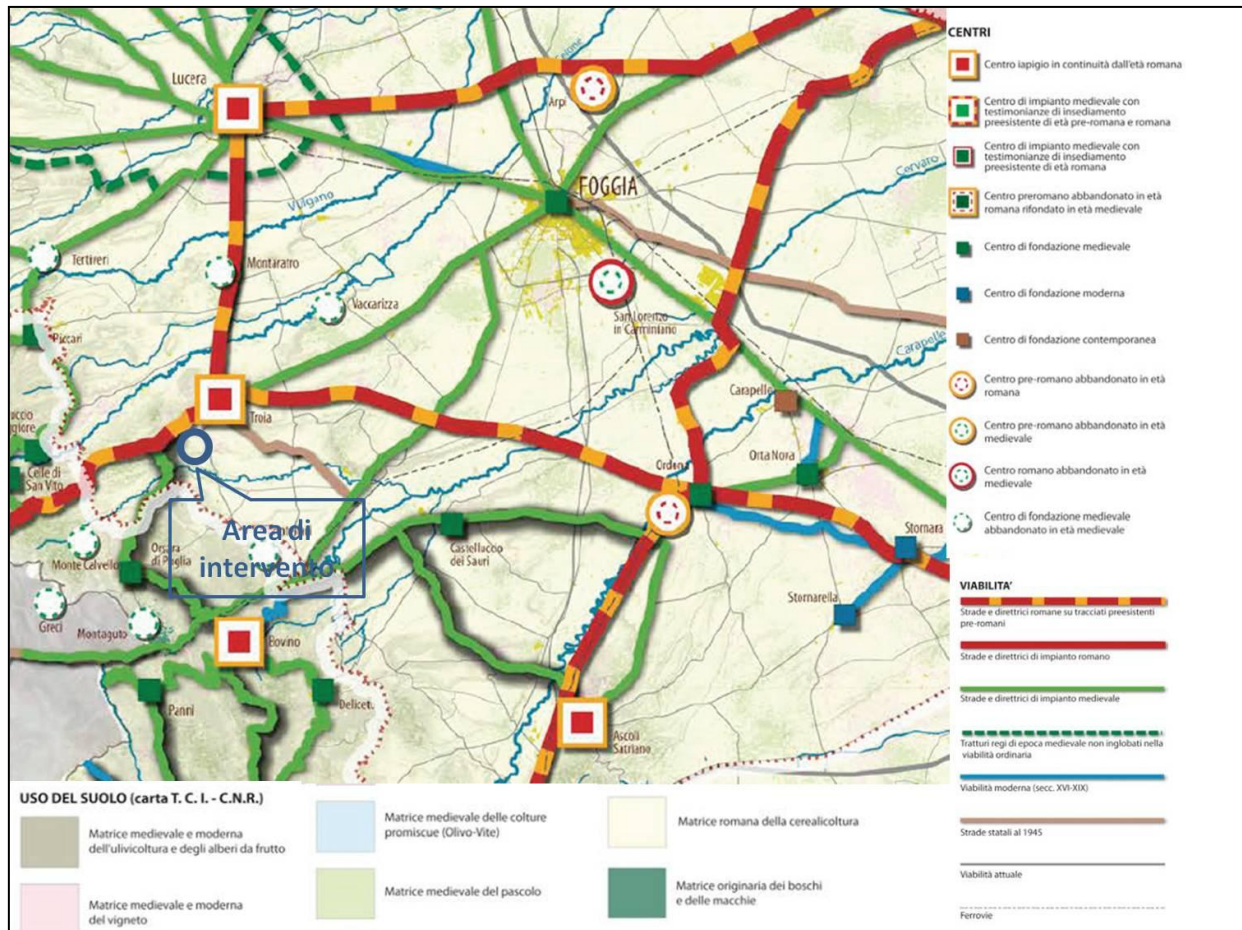 Lucera
Arpi
FOGGIA
Cervaro
Vulgano
Tertireri
Montaratro
Vaccarizza
San Lorenzo
in Carminiano
Piccari
Carapelle
Carapelle
Troia
Celle di
San Vito
Ordona
Orta Nova
Stornara
Area di
intervento
Orsara
di Puglia
Monte Calvello
Castelluccio
dei Sauri
Stornarella
Greci
Montaguto
Bovino
Panni
Ascoli
Satriano
CENTRI
Centro iapigio in continuità dall'età romana
Centro di impianto medievale con
testimonianze di insediamento
preesistente di età pre-romana e romana
Centro di impianto medievale con
testimonianze di insediamento
preesistente di età romana
Centro preromano abbandonato in età
romana rifondato in età medievale
Centro di fondazione medievale
Centro di fondazione moderna
Centro di fondazione contemporanea
Centro pre-romano abbandonato in età
romana
Centro pre-romano abbandonato in età
medievale
Centro romano abbandonato in età
medievale
Centro di fondazione medievale
abbandonato in età medievale
VIABILITA'
Strade e direttrici romane su tracciati preesistenti
pre-romani
Strade e direttrici di impianto romano
Strade e direttrici di impianto medievale
Tratturi regi di epoca medievale non inglobati nella
viabilità ordinaria
Viabilità moderna (secc. XVI-XIX)
Strade statali al 1945
Viabilità attuale
Ferrovie
USO DEL SUOLO (carta T. C. I. - C.N.R.)
Matrice medievale e moderna
dell'ulivicoltura e degli alberi da frutto
Matrice medievale e moderna
del vigneto
Matrice medievale delle colture
promiscue (Olivo-Vite)
Matrice medievale del pascolo
Matrice romana della cerealicoltura
Matrice originaria dei boschi
e delle macchie